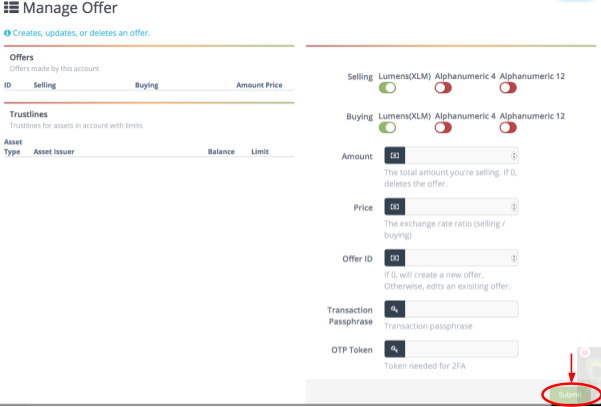 Manage Offer
Creates, updates, or deletes an offer.
Offers
Offers made by this account
ID Selling Buying Amount Price
Trustlines
Trustlines for assets in account with limits
Asset
Type Asset Issuer Balance Limit
Selling Lumens(XLM) Alphanumeric 4 Alphanumeric 12
Buying Lumens(XLM) Alphanumeric 4 Alphanumeric 12
Amount
The total amount you're selling. If 0,
deletes the offer.
Price
The exchange rate ratio (selling /
buying)
Offer ID
If 0, will create a new offer.
Otherwise, edits an exisiting offer.
Transaction
Passphrase
Transaction passphrase
OTP Token
Token needed for 2FA
Submit